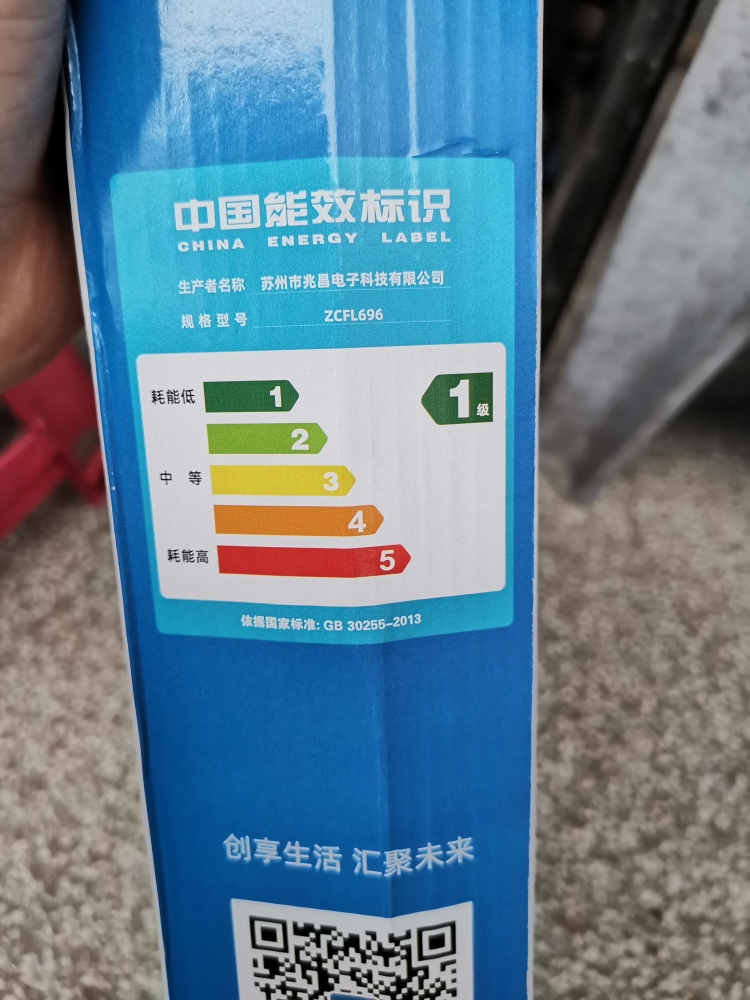 中国能效标识
CHINA ENERGY LABEL
生产者名称 苏州市兆昌电子科技有限公司
规格型号 ZCFL696
耗能低 1 1级
2
中等 3
4
耗能高 5
依据国家标准: GB 30255-2013
创享生活 汇聚未来